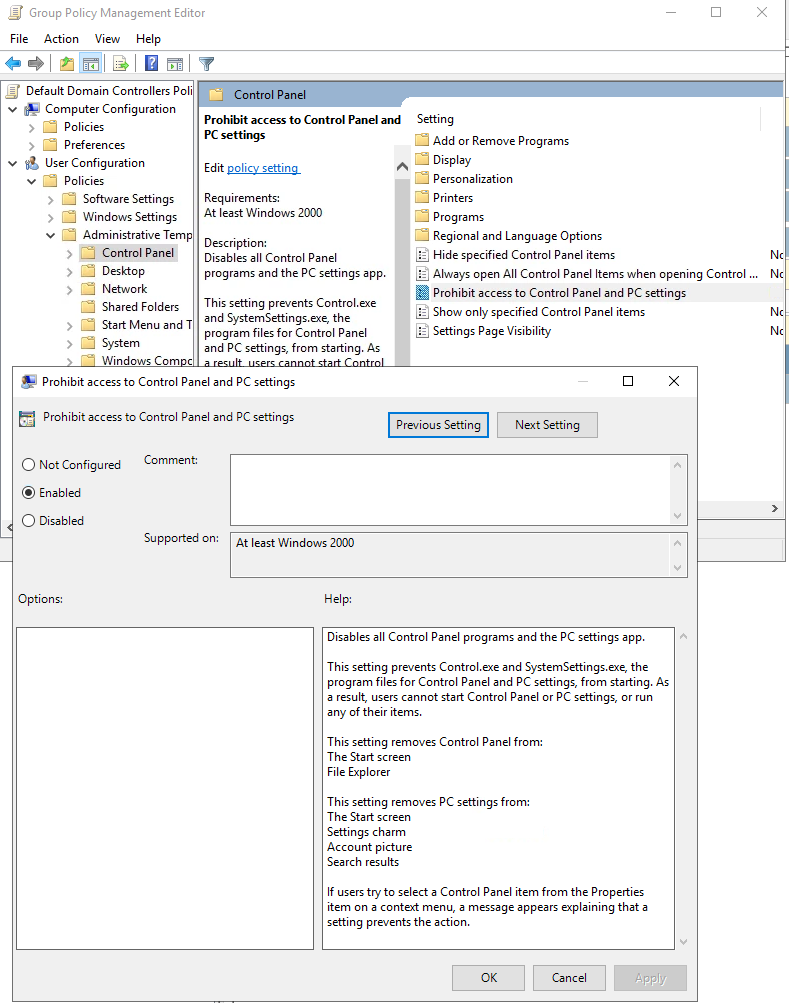 Group Policy Management Editor
File Action View Help
Default Domain Controllers Poli
Computer Configuration
Policies
Preferences
User Configuration
Policies
Software Settings
Windows Settings
Administrative Temp
Control Panel
Desktop
Network
Shared Folders
Start Menu and T
System
Windows Compo
Control Panel
Prohibit access to Control Panel and
PC settings
Edit policy setting
Requirements:
At least Windows 2000
Description:
Disables all Control Panel
programs and the PC settings app.
This setting prevents Control.exe
and SystemSettings.exe, the
program files for Control Panel
and PC settings, from starting. As
a result, users cannot start Control
Setting
Add or Remove Programs
Display
Personalization
Printers
Programs
Regional and Language Options
Hide specified Control Panel items No
Always open All Control Panel Items when opening Control ... No
Prohibit access to Control Panel and PC settings No
Show only specified Control Panel items No
Settings Page Visibility No
Prohibit access to Control Panel and PC settings
Prohibit access to Control Panel and PC settings
Previous Setting Next Setting
Not Configured
Enabled
Disabled
Comment:
Supported on: At least Windows 2000
Options:
Help:
Disables all Control Panel programs and the PC settings app.
This setting prevents Control.exe and SystemSettings.exe, the
program files for Control Panel and PC settings, from starting. As
a result, users cannot start Control Panel or PC settings, or run
any of their items.
This setting removes Control Panel from:
The Start screen
File Explorer
This setting removes PC settings from:
The Start screen
Settings charm
Account picture
Search results
If users try to select a Control Panel item from the Properties
item on a context menu, a message appears explaining that a
setting prevents the action.
OK Cancel Apply